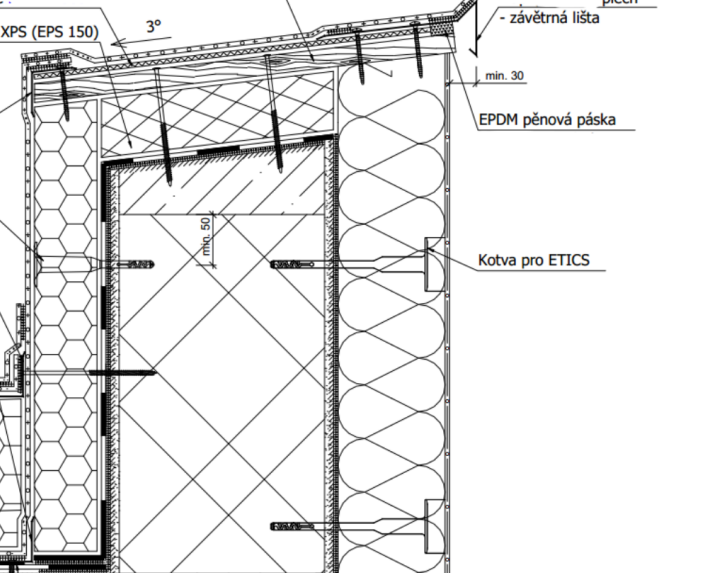 - závětrná lišta
XPS (EPS 150)
3°
min. 30
EPDM pěnová páska
min. 50
Kotva pro ETICS